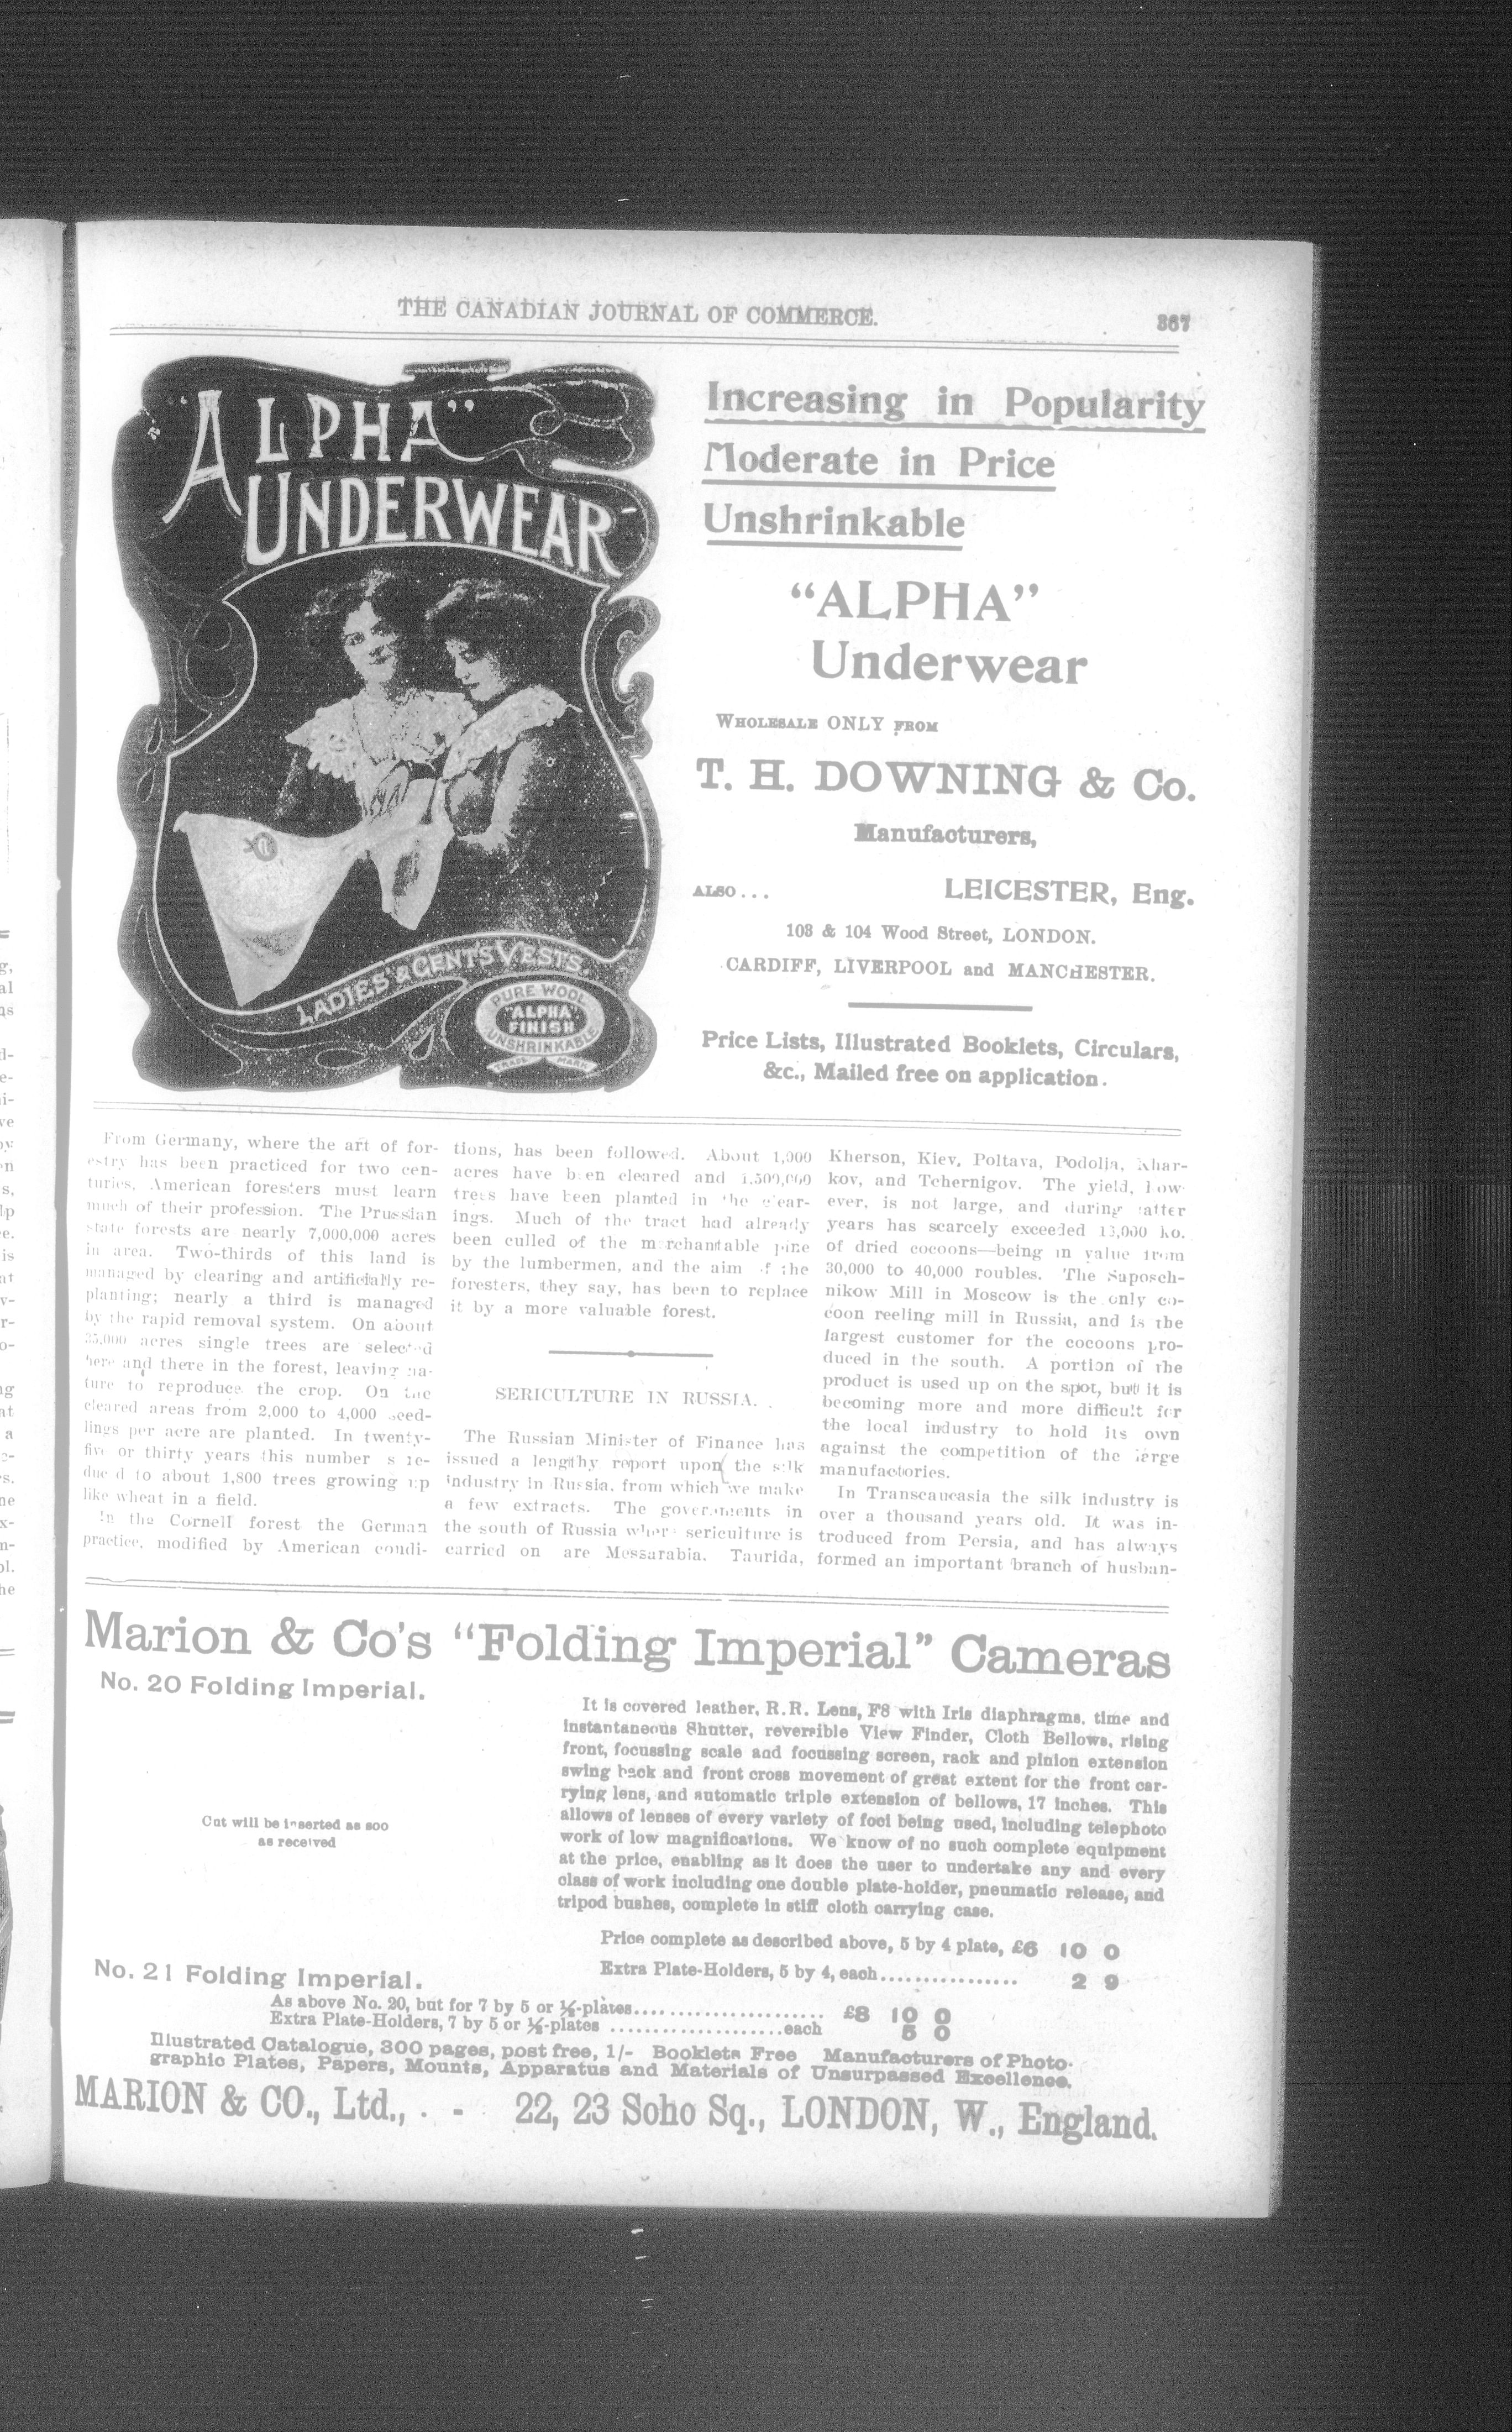 THE CANADIAN JOURNAL OF COMMERCE.
367
"ALPHA"
UNDERWEAR
LADIES' & GENTS VESTS
PURE WOOL
"ALPHA"
FINISH
UNSHRINKABLE
TRADE MARK
Increasing in Popularity
Moderate in Price
Unshrinkable
"ALPHA"
Underwear
WHOLESALE ONLY FROM
T. H. DOWNING & Co.
Manufacturers,
ALSO... LEICESTER, Eng.
103 & 104 Wood Street, LONDON.
CARDIFF, LIVERPOOL and MANCHESTER.
Price Lists, Illustrated Booklets, Circulars,
&c., Mailed free on application.
From Germany, where the art of for-
estry has been practiced for two cen-
turies, American foresters must learn
much of their profession. The Prussian
state forests are nearly 7,000,000 acres
in area. Two-thirds of this land is
managed by clearing and artificially re-
planting; nearly a third is managed
by the rapid removal system. On about
35,000 acres single trees are selected
here and there in the forest, leaving na-
ture to reproduce the crop. On the
cleared areas from 2,000 to 4,000 seed-
lings per acre are planted. In twenty-
five or thirty years this number s re-
duc d to about 1,800 trees growing up
like wheat in a field.
In the Cornell forest the German
practice, modified by American condi-
tions, has been followed. About 1,000
acres have b en cleared and 1,500,000
trees have been planted in the clear-
ings. Much of the tract had already
been culled of the m rchantable pine
by the lumbermen, and the aim of the
foresters, they say, has been to replace
it by a more valuable forest.
SERICULTURE IN RUSSIA.
The Russian Minister of Finance has
issued a lengthy report upon the silk
industry in Russia, from which we make
a few extracts. The governments in
the south of Russia where sericulture is
carried on are Messarabia. Taurida,
Kherson, Kiev, Poltava, Podolia, Khar-
kov, and Tchernigov. The yield, how-
ever, is not large, and during latter
years has scarcely exceeded 13,000 ko.
of dried cocoons—being in value from
30,000 to 40,000 roubles. The Saposch-
nikow Mill in Moscow is the only co-
coon reeling mill in Russia, and is the
largest customer for the cocoons pro-
duced in the south. A portion of the
product is used up on the spot, but it is
becoming more and more difficult for
the local industry to hold its own
against the competition of the large
manufactories.
In Transcaucasia the silk industry is
over a thousand years old. It was in-
troduced from Persia, and has always
formed an important branch of husban-
Marion & Co's "Folding Imperial" Cameras
No. 20 Folding Imperial.
Cut will be inserted as soo
as received
It is covered leather, R.R. Lens, F8 with Iris diaphragms, time and
instantaneous Shutter, reversible View Finder, Cloth Bellows, rising
front, focussing scale and focussing screen, rack and pinion extension
swing back and front cross movement of great extent for the front car-
rying lens, and automatic triple extension of bellows, 17 inches. This
allows of lenses of every variety of foci being used, including telephoto
work of low magnifications. We know of no such complete equipment
at the price, enabling as it does the user to undertake any and every
class of work including one double plate-holder, pneumatic release, and
tripod bushes, complete in stiff cloth carrying case.
Price complete as described above, 5 by 4 plate, £6 10 0
Extra Plate-Holders, 5 by 4, each................ 2 9
No. 21 Folding Imperial.
As above No. 20, but for 7 by 5 or ½-plates...................... £8 10 0
Extra Plate-Holders, 7 by 5 or ½-plates ....................each 5 0
Illustrated Catalogue, 300 pages, post free, 1/- Booklets Free Manufacturers of Photo-
graphic Plates, Papers, Mounts, Apparatus and Materials of Unsurpassed Excellence.
MARION & CO., Ltd., . - 22, 23 Soho Sq., LONDON, W., England.